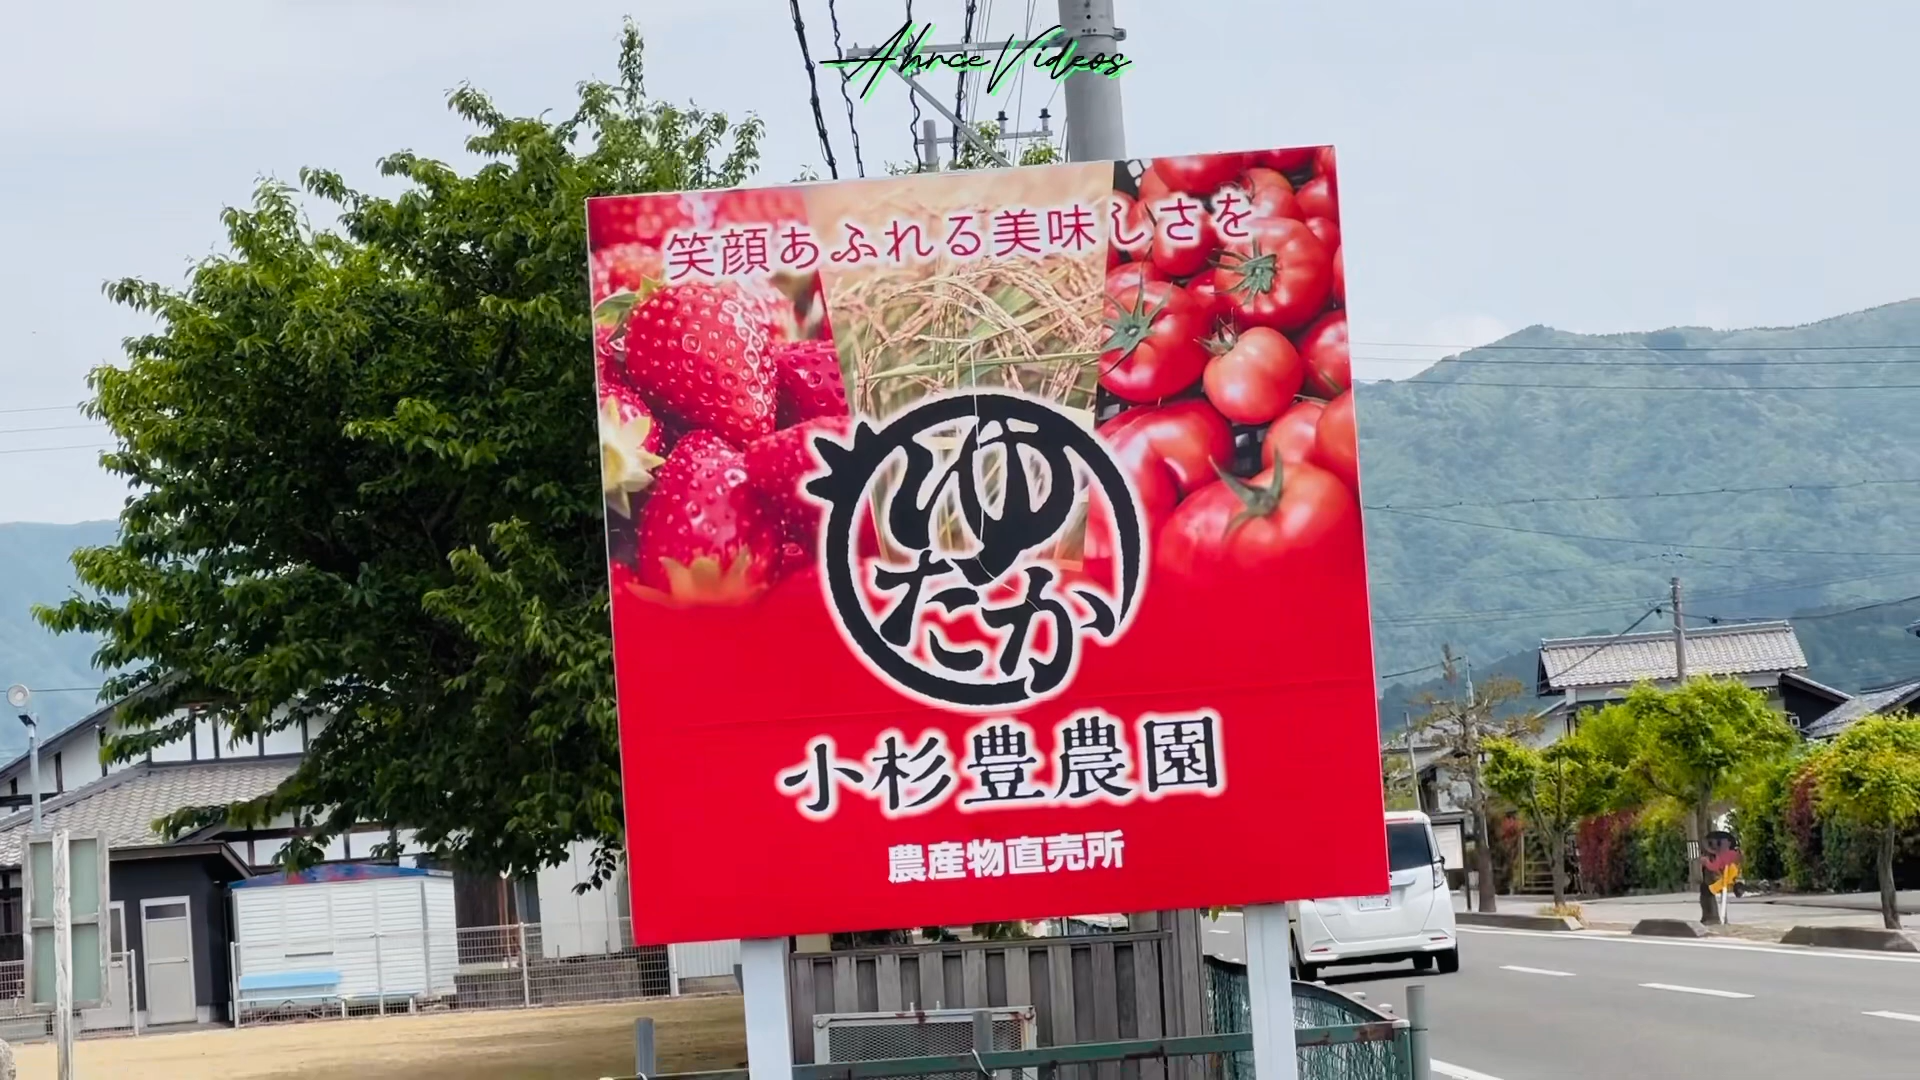 Ahnce Videos
笑顔あふれる美味しさを
ゆ
たか
小杉豊農園
農産物直売所